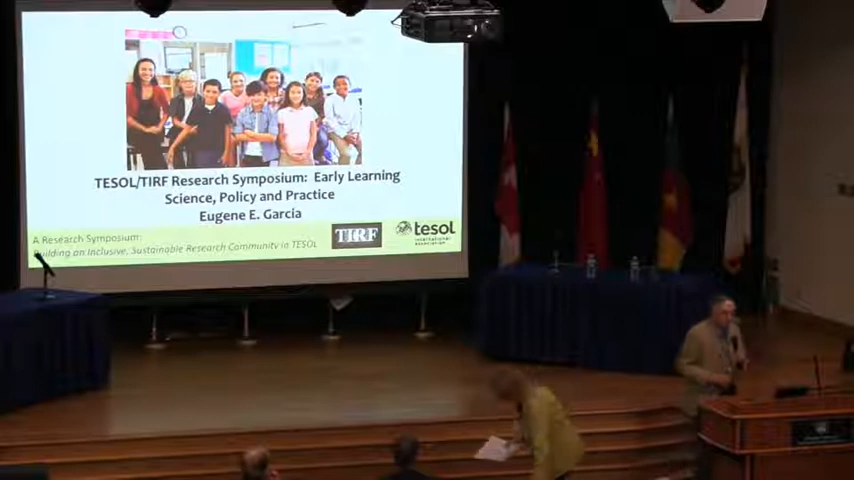 TESOL/TIRF Research Symposium: Early Learning
Science, Policy and Practice
Eugene E. Garcia
A Research Symposium:
Building an Inclusive, Sustainable Research Community in TESOL
TIRF
tesol